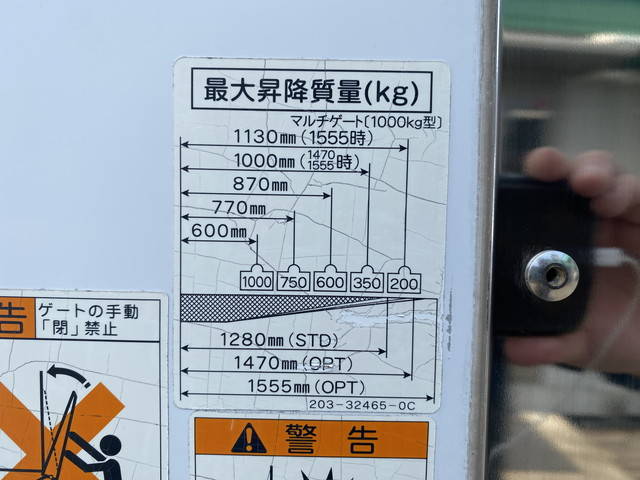 最大昇降質量(kg)
マルチゲート〔1000kg型〕
1130mm(1555時)
1000mm(1470 1555時)
870mm
770mm
600mm
1000 750 600 350 200
1280mm(STD)
1470mm(OPT)
1555mm(OPT)
203-32465-0C
告 ゲートの手動
「閉」禁止
警告